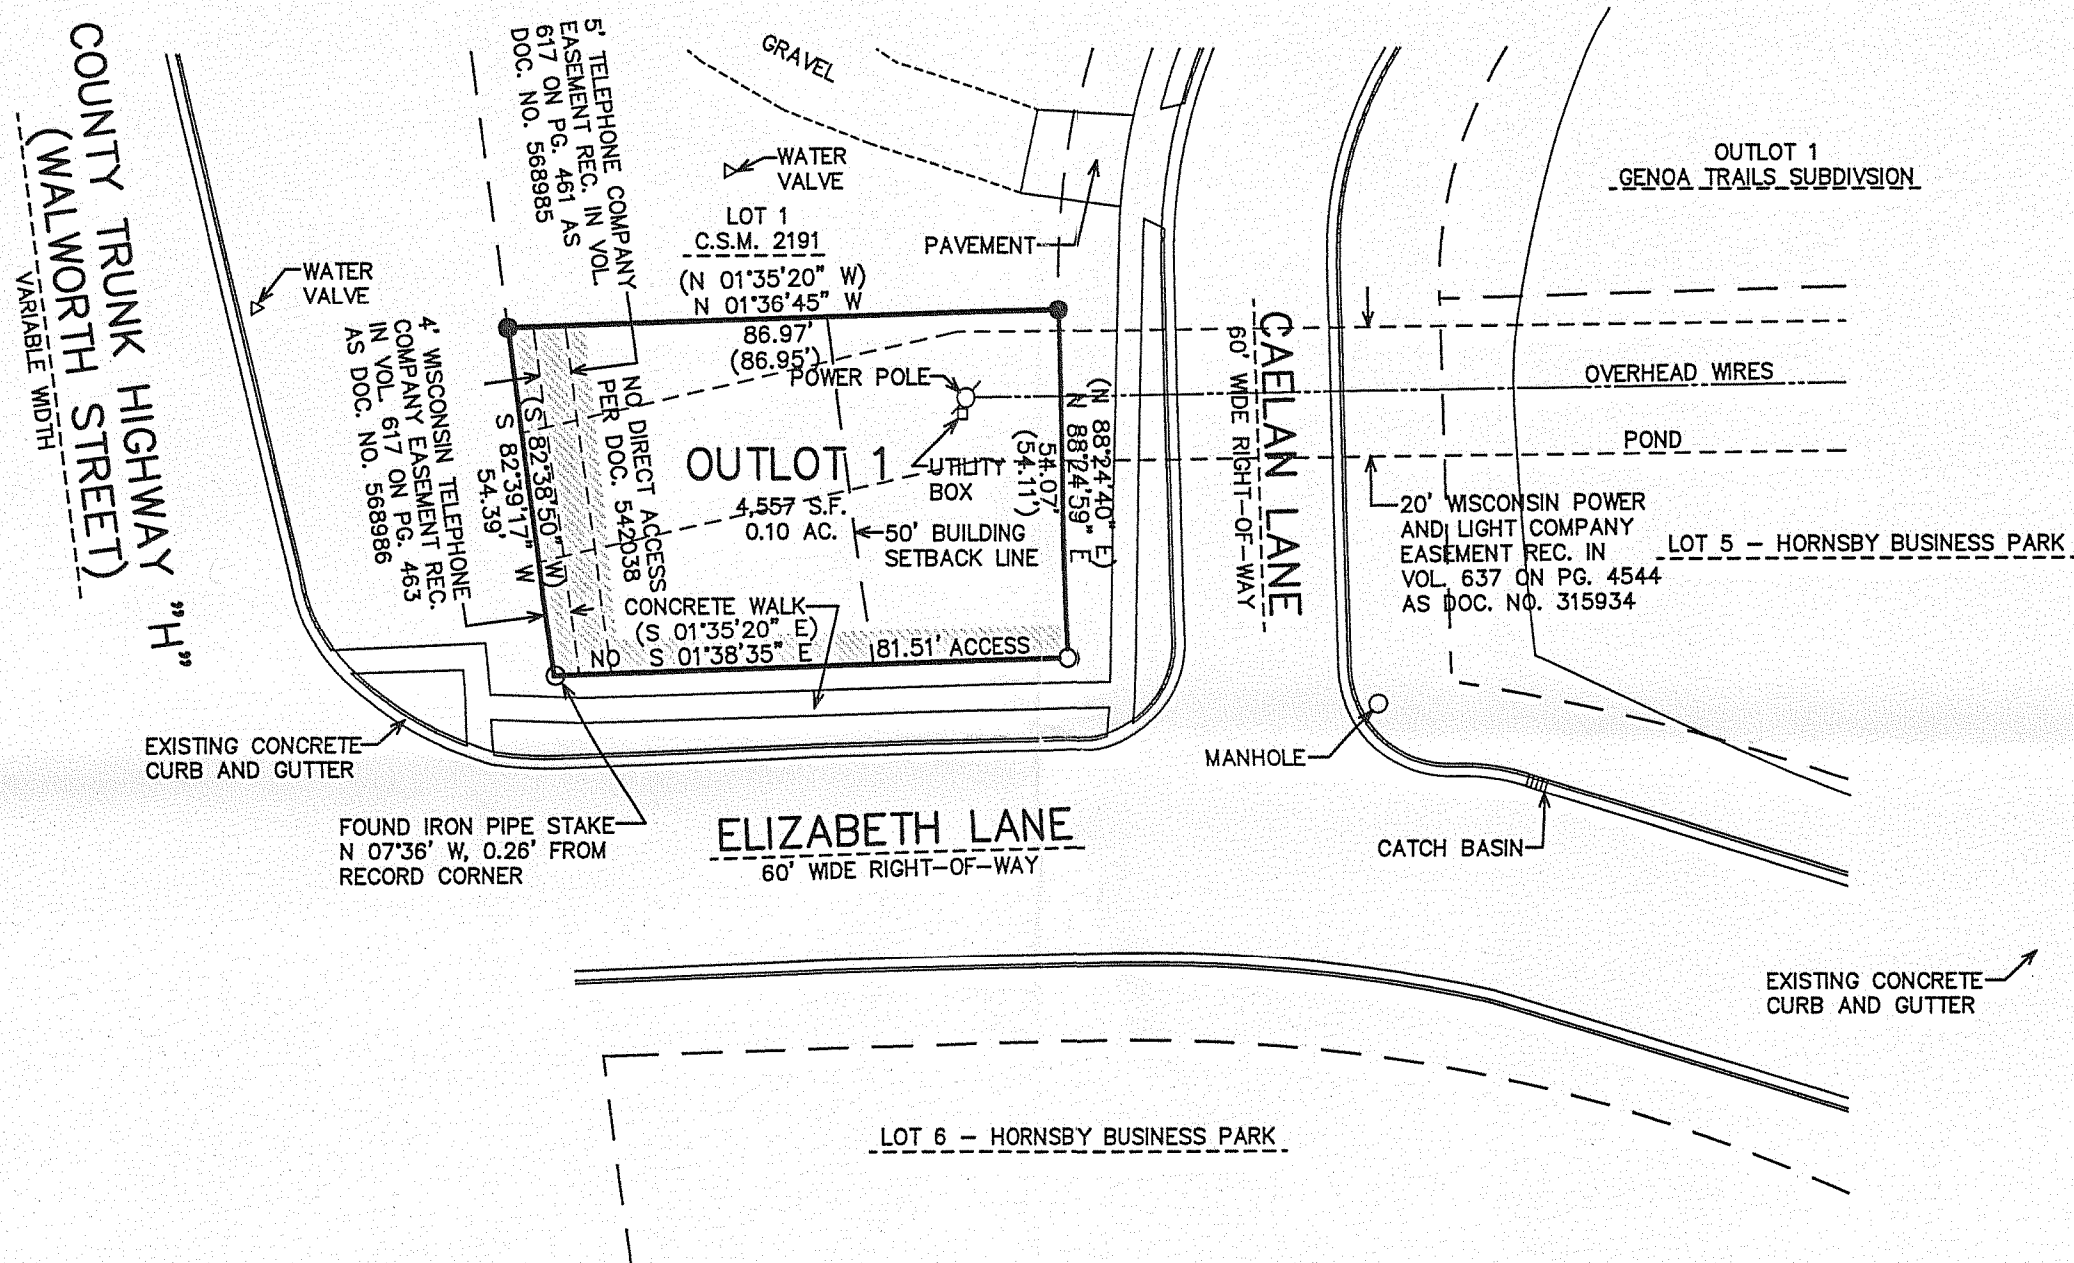 COUNTY TRUNK HIGHWAY "H"
(WALWORTH STREET)
VARIABLE WIDTH
5' TELEPHONE COMPANY
EASEMENT REC. IN VOL.
617 ON PG. 461 AS
DOC. NO. 568985
GRAVEL
WATER
VALVE
LOT 1
C.S.M. 2191
(N 01°35'20" W)
N 01°36'45" W
86.97'
(86.95')
PAVEMENT
OUTLOT 1
GENOA TRAILS SUBDIVSION
WATER
VALVE
4' WISCONSIN TELEPHONE
COMPANY EASEMENT REC.
IN VOL 617 ON PG. 463
AS DOC. NO. 568986
(S 82°38'50" W)
S 82°39'17" W
54.39'
NO DIRECT ACCESS
PER DOC. 542038
POWER POLE
OUTLOT 1
4,557 S.F.
0.10 AC.
UTILITY
BOX
50' BUILDING
SETBACK LINE
(N 88°24'40" E)
N 88°24'59" E
54.07'
(54.11')
CAELAN LANE
60' WIDE RIGHT-OF-WAY
OVERHEAD WIRES
POND
20' WISCONSIN POWER
AND LIGHT COMPANY
EASEMENT REC. IN
VOL. 637 ON PG. 4544
AS DOC. NO. 315934
LOT 5 - HORNSBY BUSINESS PARK
CONCRETE WALK
(S 01°35'20" E)
NO S 01°38'35" E 81.51' ACCESS
EXISTING CONCRETE
CURB AND GUTTER
MANHOLE
FOUND IRON PIPE STAKE
N 07°36' W, 0.26' FROM
RECORD CORNER
ELIZABETH LANE
60' WIDE RIGHT-OF-WAY
CATCH BASIN
EXISTING CONCRETE
CURB AND GUTTER
LOT 6 - HORNSBY BUSINESS PARK